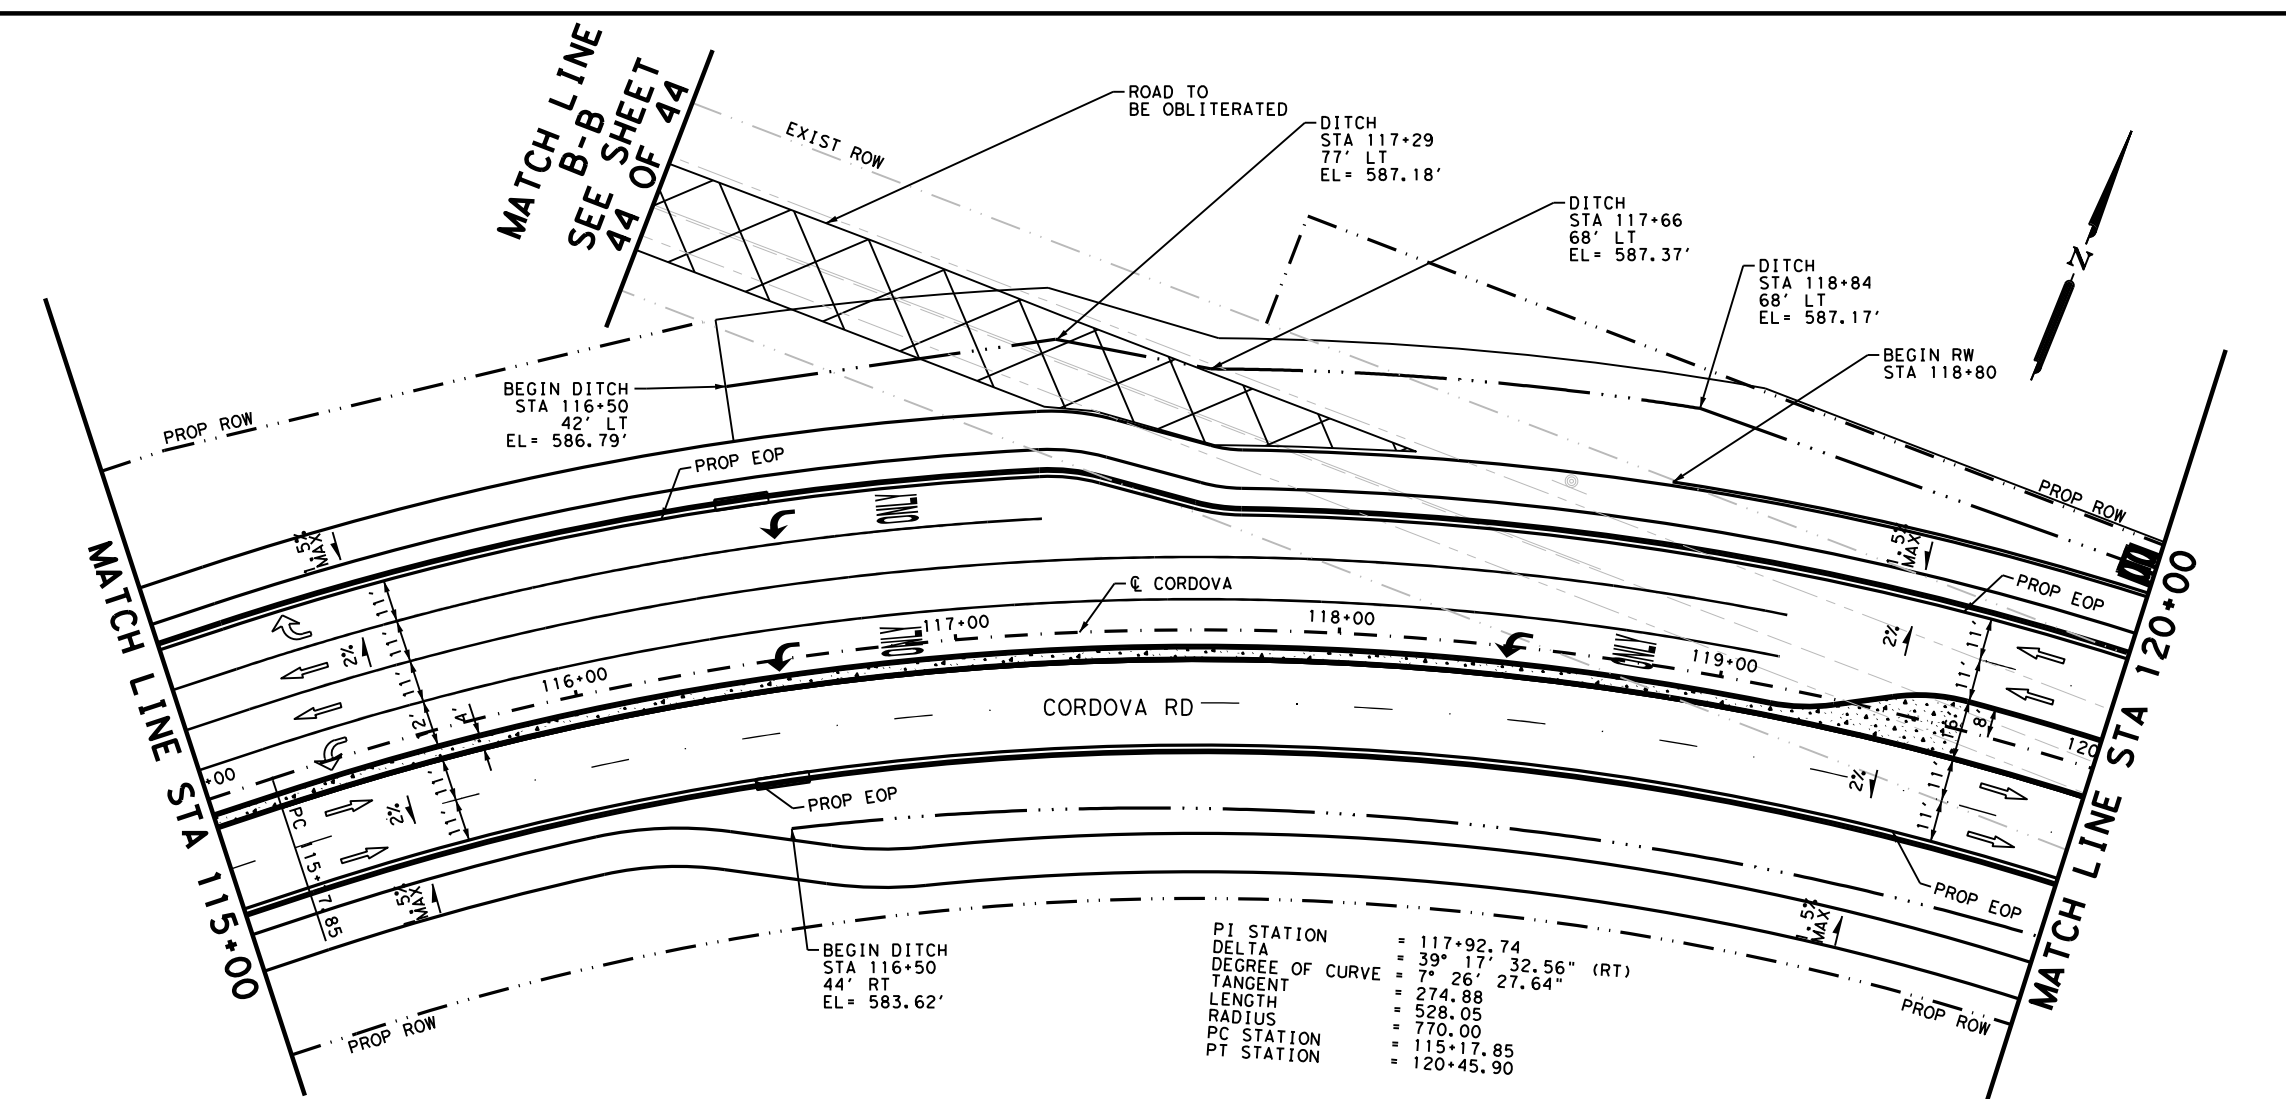 MATCH LINE
B-B
SEE SHEET
44 OF 44
EXIST ROW
ROAD TO
BE OBLITERATED
DITCH
STA 117+29
77' LT
EL= 587.18'
DITCH
STA 117+66
68' LT
EL= 587.37'
DITCH
STA 118+84
68' LT
EL= 587.17'
BEGIN RW
STA 118+80
N
BEGIN DITCH
STA 116+50
42' LT
EL= 586.79'
PROP ROW
PROP EOP
PROP ROW
1.5%
MAX
1.5%
MAX
ONLY
ONLY
ONLY
℄ CORDOVA
PROP EOP
11'
11'
11'
11'
12'
4'
2%
2%
11'
11'
116+00
117+00
118+00
119+00
120
+00
CORDOVA RD
2%
2%
11'
11'
16'
8'
11'
11'
PC 115+17.85
PROP EOP
PROP EOP
1.5%
MAX
1.5%
MAX
BEGIN DITCH
STA 116+50
44' RT
EL= 583.62'
PROP ROW
PROP ROW
MATCH LINE STA 115+00
MATCH LINE STA 120+00
PI STATION = 117+92.74
DELTA = 39° 17' 32.56" (RT)
DEGREE OF CURVE = 7° 26' 27.64"
TANGENT = 274.88
LENGTH = 528.05
RADIUS = 770.00
PC STATION = 115+17.85
PT STATION = 120+45.90